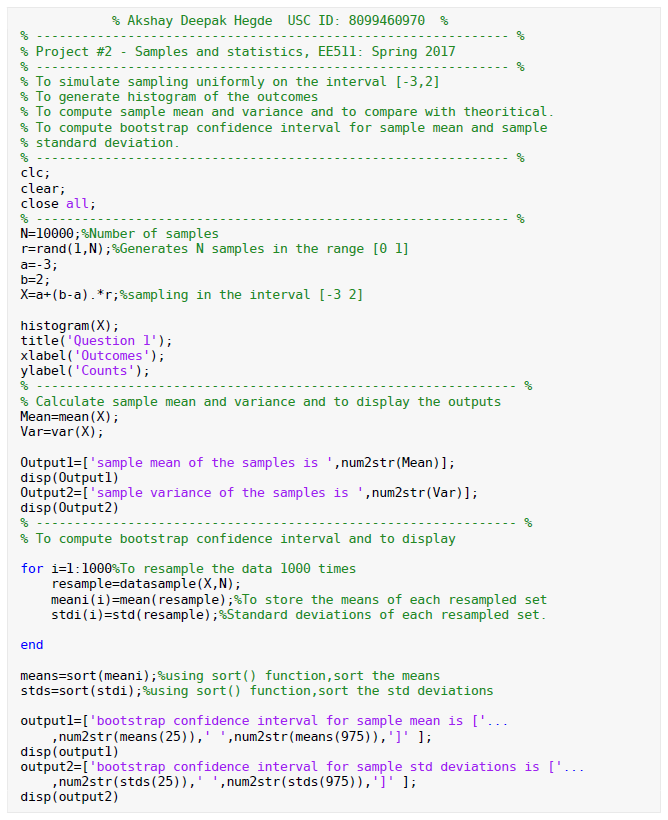 % Akshay Deepak Hegde  USC ID: 8099460970  %
% -------------------------------------------------------------- %
% Project #2 - Samples and statistics, EE511: Spring 2017
% -------------------------------------------------------------- %
% To simulate sampling uniformly on the interval [-3,2]
% To generate histogram of the outcomes
% To compute sample mean and variance and to compare with theoritical.
% To compute bootstrap confidence interval for sample mean and sample
% standard deviation.
% -------------------------------------------------------------- %
clc;
clear;
close all;
% -------------------------------------------------------------- %
N=10000;%Number of samples
r=rand(1,N);%Generates N samples in the range [0 1]
a=-3;
b=2;
X=a+(b-a).*r;%sampling in the interval [-3 2]
histogram(X);
title('Question 1');
xlabel('Outcomes');
ylabel('Counts');
% --------------------------------------------------------------- %
% Calculate sample mean and variance and to display the outputs
Mean=mean(X);
Var=var(X);
Output1=['sample mean of the samples is ',num2str(Mean)];
disp(Output1)
Output2=['sample variance of the samples is ',num2str(Var)];
disp(Output2)
% --------------------------------------------------------------- %
% To compute bootstrap confidence interval and to display
for i=1:1000%To resample the data 1000 times
    resample=datasample(X,N);
    meani(i)=mean(resample);%To store the means of each resampled set
    stdi(i)=std(resample);%Standard deviations of each resampled set.
end
means=sort(meani);%using sort() function,sort the means
stds=sort(stdi);%using sort() function,sort the std deviations
output1=['bootstrap confidence interval for sample mean is ['...
    ,num2str(means(25)),' ',num2str(means(975)),']' ];
disp(output1)
output2=['bootstrap confidence interval for sample std deviations is ['...
    ,num2str(stds(25)),' ',num2str(stds(975)),']' ];
disp(output2)